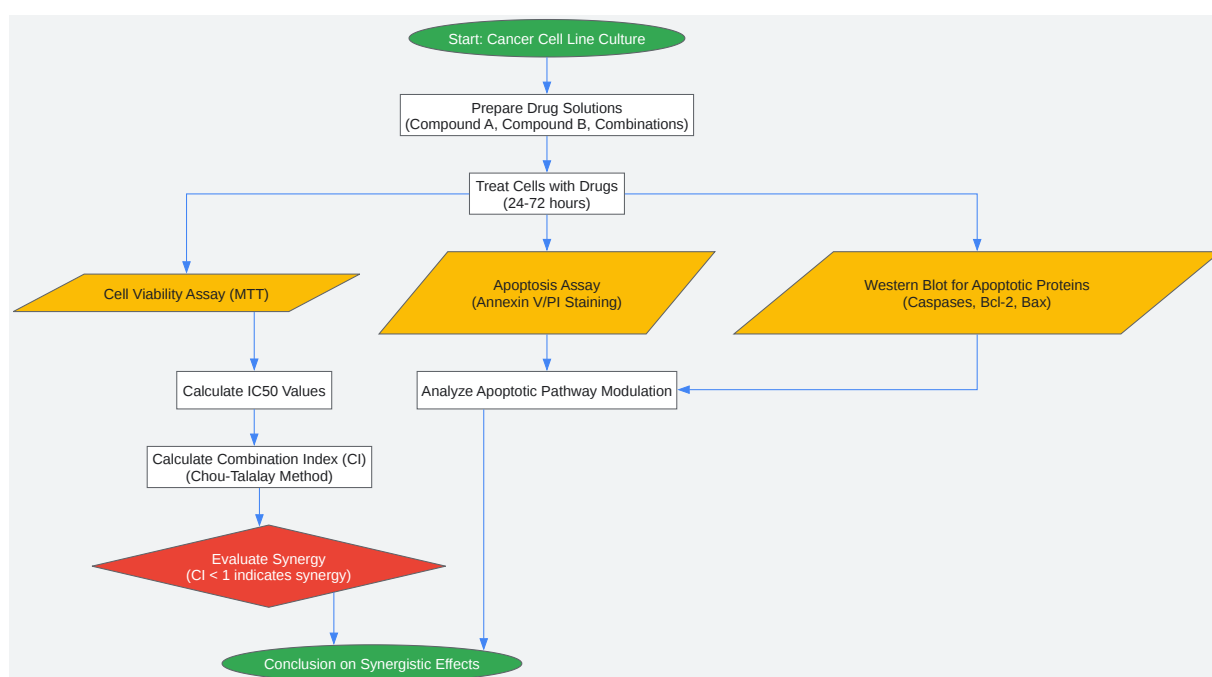 Start: Cancer Cell Line Culture
Prepare Drug Solutions
(Compound A, Compound B, Combinations)
Treat Cells with Drugs
(24-72 hours)
Cell Viability Assay (MTT)
Apoptosis Assay
(Annexin V/PI Staining)
Western Blot for Apoptotic Proteins
(Caspases, Bcl-2, Bax)
Calculate IC50 Values
Analyze Apoptotic Pathway Modulation
Calculate Combination Index (CI)
(Chou-Talalay Method)
Evaluate Synergy
(CI < 1 indicates synergy)
Conclusion on Synergistic Effects